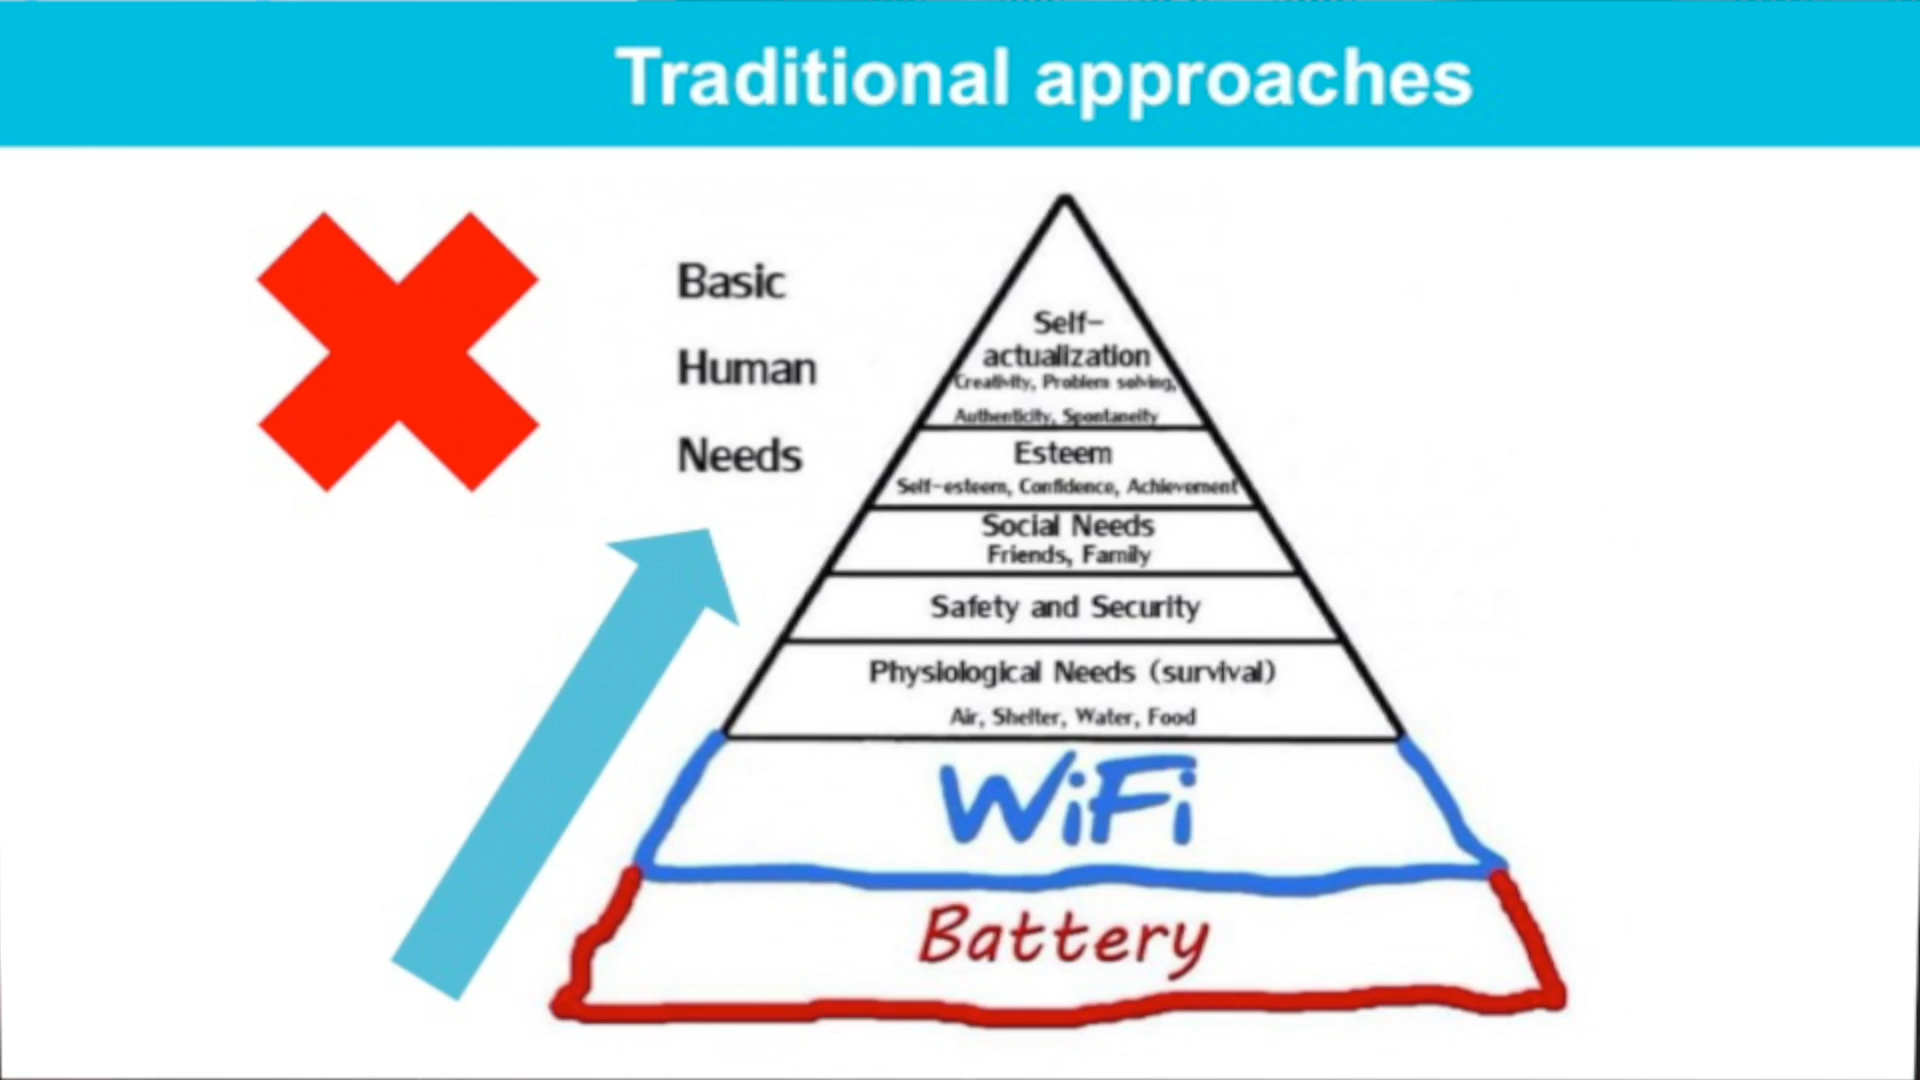 Traditional approaches
Basic
Human
Needs
Self-
actualization
Creativity, Problem solving,
Authenticity, Spontaneity
Esteem
Self-esteem, Confidence, Achievement
Social Needs
Friends, Family
Safety and Security
Physiological Needs (survival)
Air, Shelter, Water, Food
WiFi
Battery